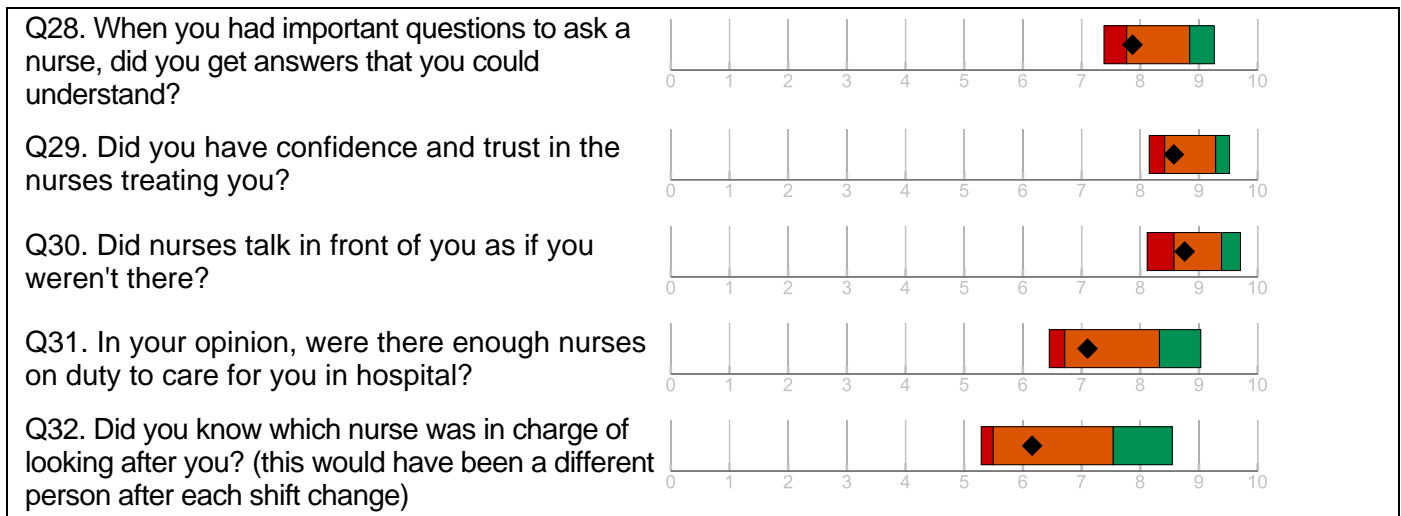 Q28. When you had important questions to ask a
nurse, did you get answers that you could
understand?
0 1 2 3 4 5 6 7 8 9 10
Q29. Did you have confidence and trust in the
nurses treating you?
0 1 2 3 4 5 6 7 8 9 10
Q30. Did nurses talk in front of you as if you
weren't there?
0 1 2 3 4 5 6 7 8 9 10
Q31. In your opinion, were there enough nurses
on duty to care for you in hospital?
0 1 2 3 4 5 6 7 8 9 10
Q32. Did you know which nurse was in charge of
looking after you? (this would have been a different
person after each shift change)
0 1 2 3 4 5 6 7 8 9 10